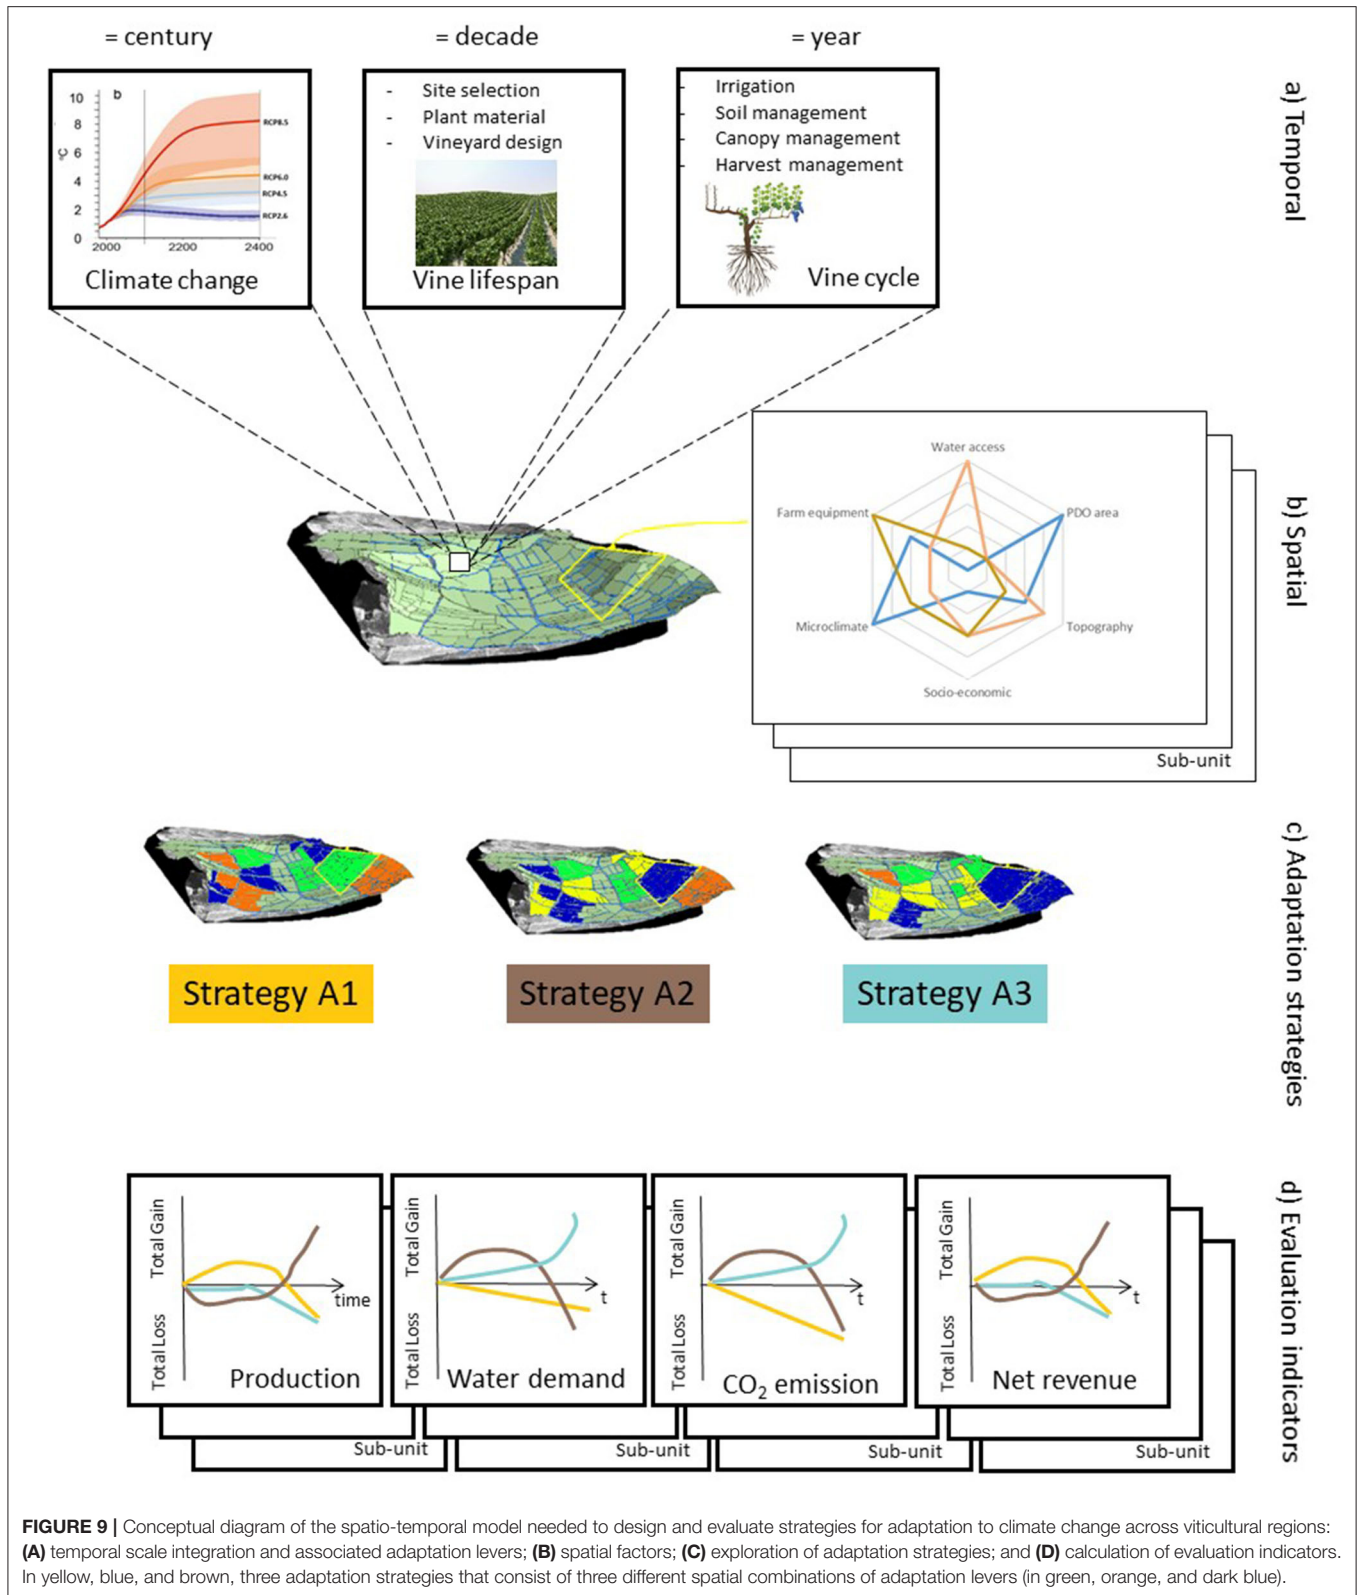 = century
= decade
= year
a) Temporal
b
10
8
6
4
2
0
°C
2000
2200
2400
RCP8.5
RCP6.0
RCP4.5
RCP2.6
Climate change
- Site selection
- Plant material
- Vineyard design
Vine lifespan
- Irrigation
- Soil management
- Canopy management
- Harvest management
Vine cycle
b) Spatial
Water access
PDO area
Topography
Socio-economic
Microclimate
Farm equipment
Sub-unit
c) Adaptation strategies
Strategy A1
Strategy A2
Strategy A3
d) Evaluation indicators
Total Gain
Total Loss
time
Production
Sub-unit
Total Gain
Total Loss
t
Water demand
Sub-unit
Total Gain
Total Loss
t
CO₂ emission
Sub-unit
Total Gain
Total Loss
t
Net revenue
Sub-unit
FIGURE 9 | Conceptual diagram of the spatio-temporal model needed to design and evaluate strategies for adaptation to climate change across viticultural regions:
(A) temporal scale integration and associated adaptation levers; (B) spatial factors; (C) exploration of adaptation strategies; and (D) calculation of evaluation indicators.
In yellow, blue, and brown, three adaptation strategies that consist of three different spatial combinations of adaptation levers (in green, orange, and dark blue).